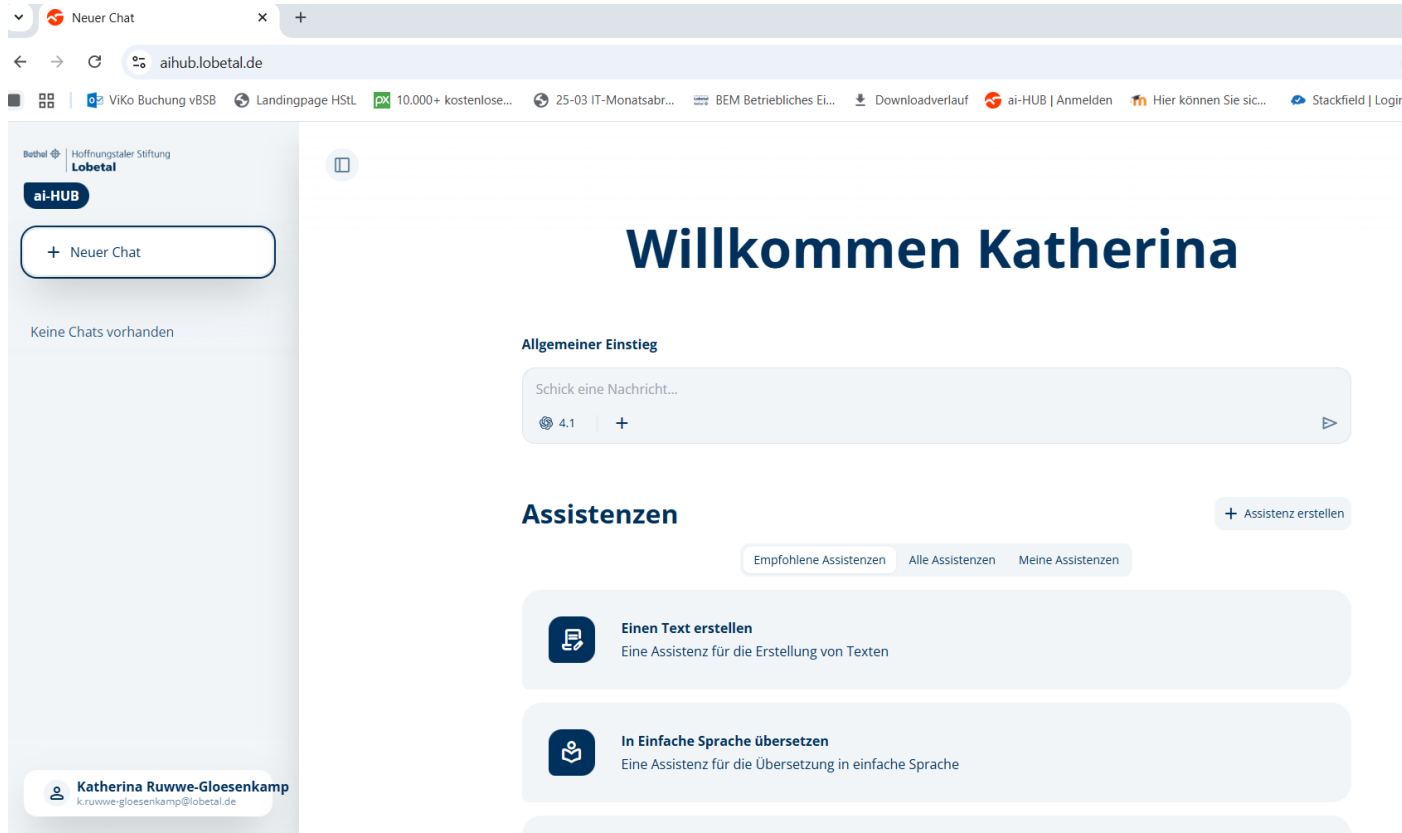 Neuer Chat
aihub.lobetal.de
ViKo Buchung vBSB
Landingpage HStL
10.000+ kostenlose...
25-03 IT-Monatsabr...
BEM Betriebliches Ei...
Downloadverlauf
ai-HUB | Anmelden
Hier können Sie sic...
Stackfield | Login
Bethel
Hoffnungstaler Stiftung
Lobetal
ai-HUB
+ Neuer Chat
Keine Chats vorhanden
Willkommen Katherina
Allgemeiner Einstieg
Schick eine Nachricht...
4.1
Assistenzen
+ Assistenz erstellen
Empfohlene Assistenzen
Alle Assistenzen
Meine Assistenzen
Einen Text erstellen
Eine Assistenz für die Erstellung von Texten
In Einfache Sprache übersetzen
Eine Assistenz für die Übersetzung in einfache Sprache
Katherina Ruwwe-Gloesenkamp
k.ruwwe-gloesenkamp@lobetal.de